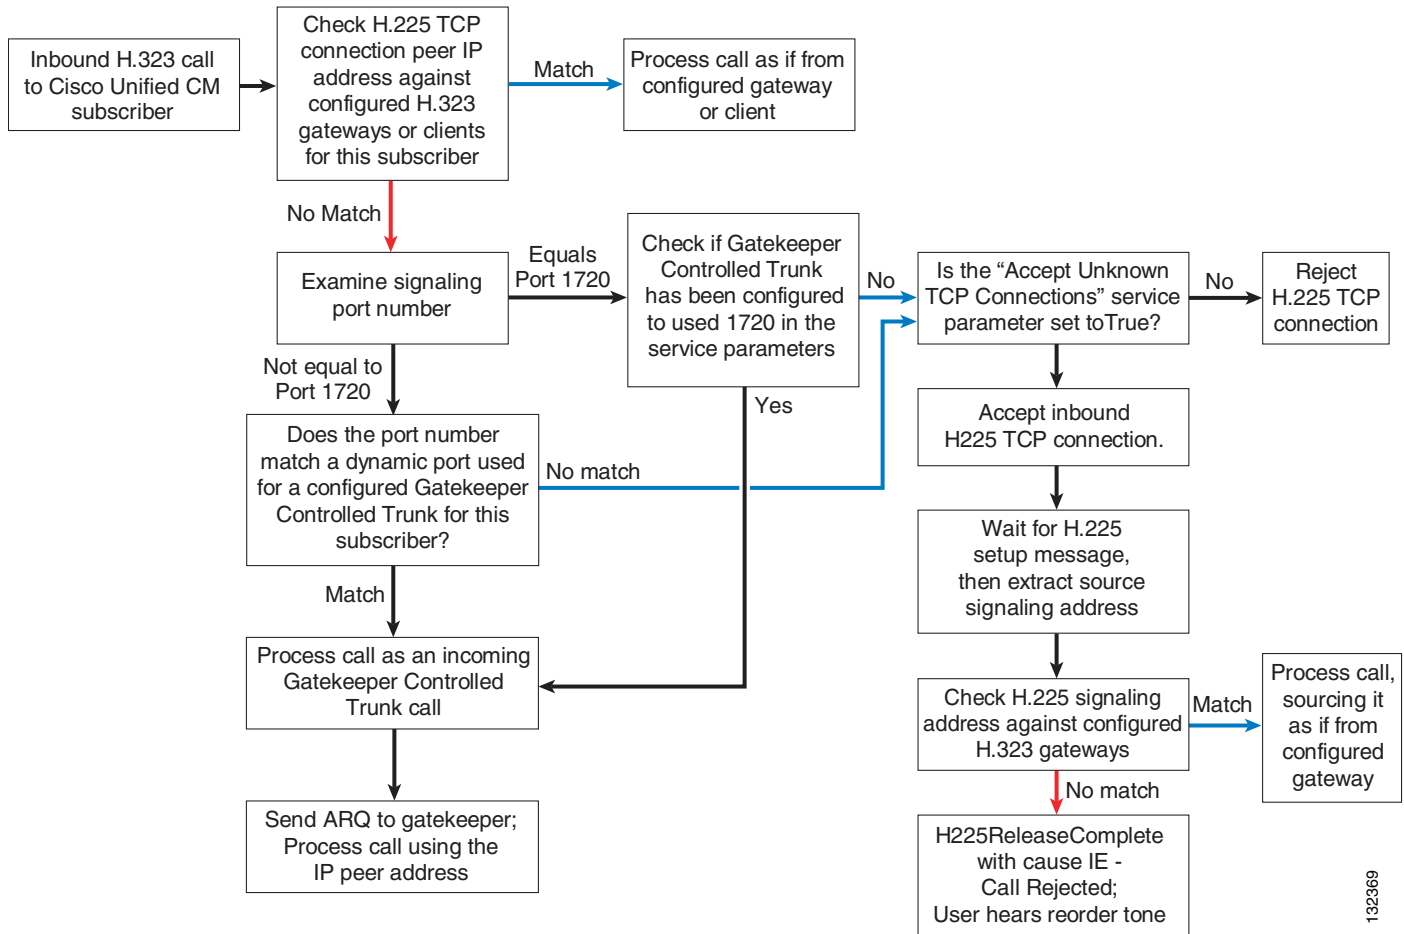 Inbound H.323 call
to Cisco Unified CM
subscriber
Check H.225 TCP
connection peer IP
address against
configured H.323
gateways or clients
for this subscriber
Match
Process call as if from
configured gateway
or client
No Match
Examine signaling
port number
Equals
Port 1720
Check if Gatekeeper
Controlled Trunk
has been configured
to used 1720 in the
service parameters
No
Is the “Accept Unknown
TCP Connections” service
parameter set toTrue?
No
Reject
H.225 TCP
connection
Not equal to
Port 1720
Yes
Accept inbound
H225 TCP connection.
Does the port number
match a dynamic port used
for a configured Gatekeeper
Controlled Trunk for this
subscriber?
No match
Wait for H.225
setup message,
then extract source
signaling address
Match
Process call as an incoming
Gatekeeper Controlled
Trunk call
Check H.225 signaling
address against configured
H.323 gateways
Match
Process call,
sourcing it
as if from
configured
gateway
No match
Send ARQ to gatekeeper;
Process call using the
IP peer address
H225ReleaseComplete
with cause IE -
Call Rejected;
User hears reorder tone
132369